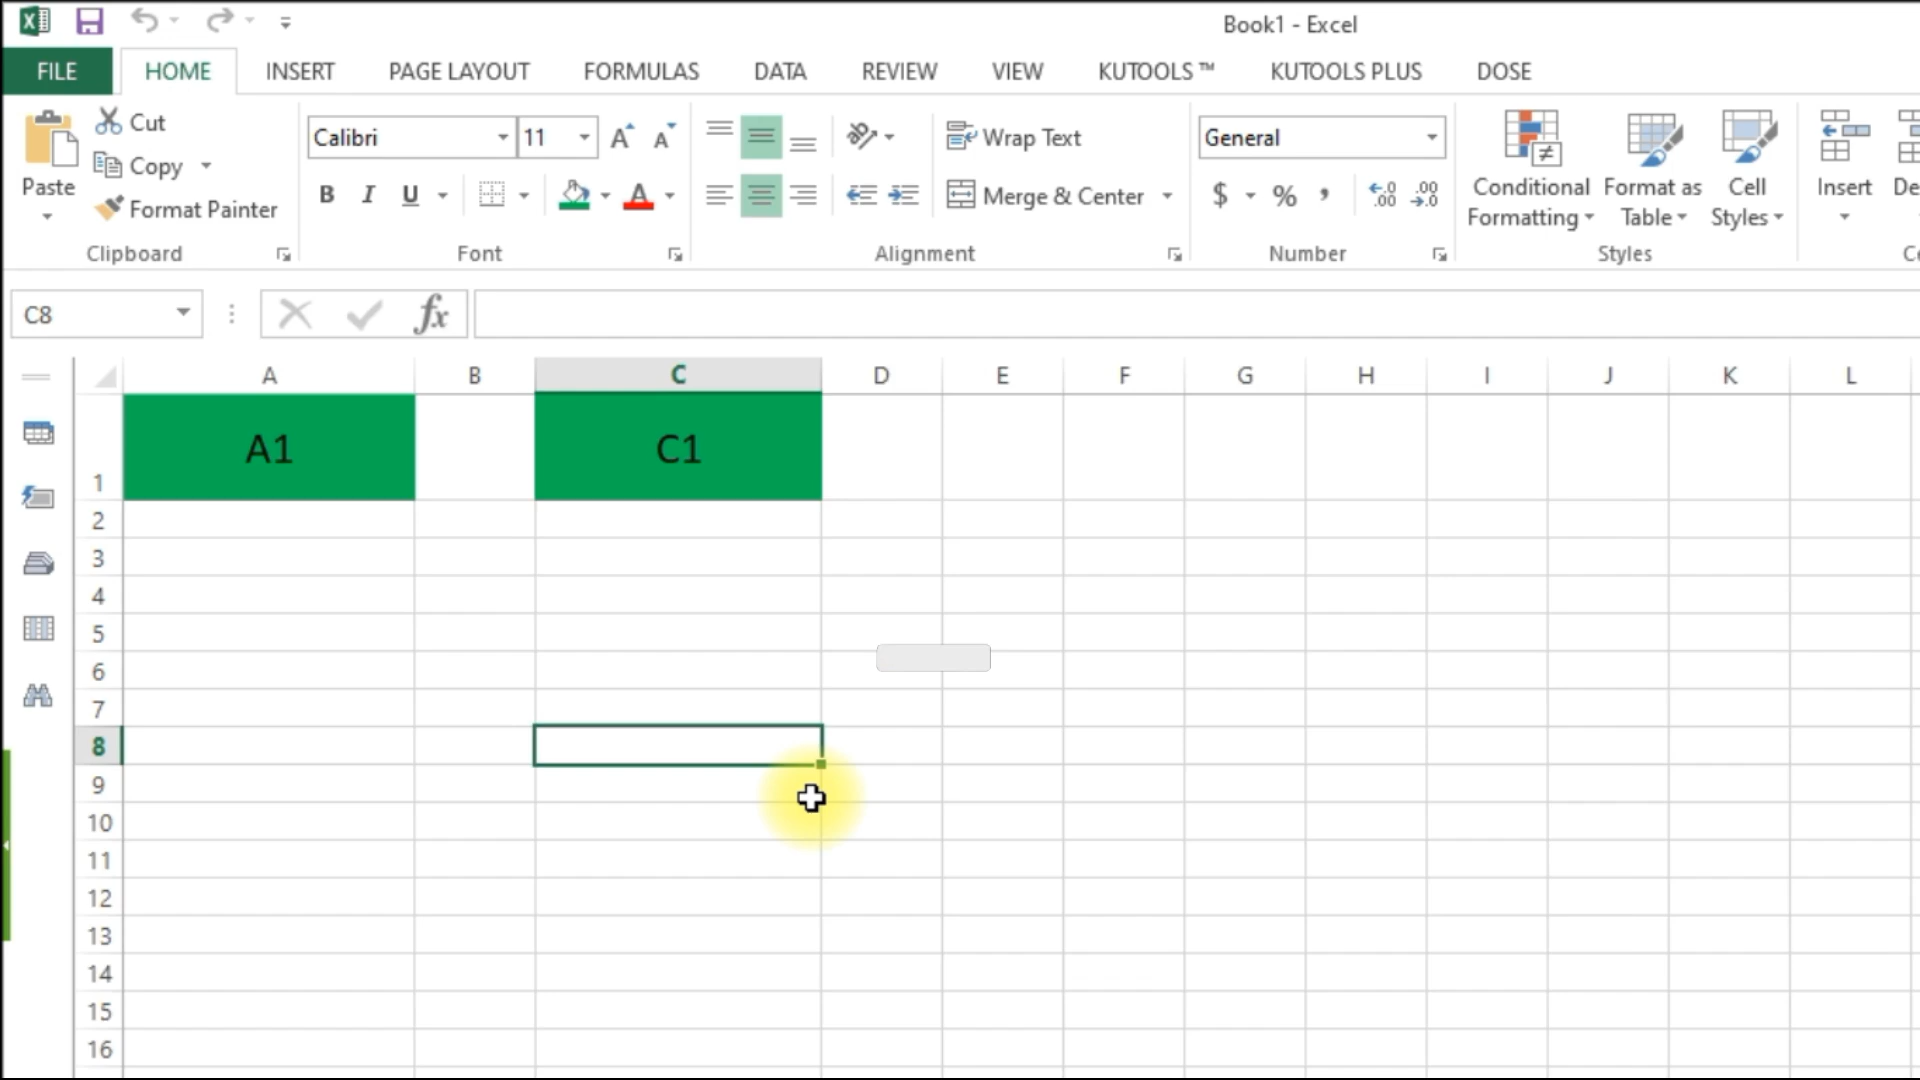 Book1 - Excel
FILE HOME INSERT PAGE LAYOUT FORMULAS DATA REVIEW VIEW KUTOOLS ™ KUTOOLS PLUS DOSE
Paste
Cut
Copy
Format Painter
Clipboard
Calibri 11
B I U A
Font
Wrap Text
Merge & Center
Alignment
General
$ % ,
Number
Conditional Formatting
Format as Table
Cell Styles
Styles
Insert
C8 fx
A B C D E F G H I J K L
1 A1 C1
2
3
4
5
6
7
8
9
10
11
12
13
14
15
16